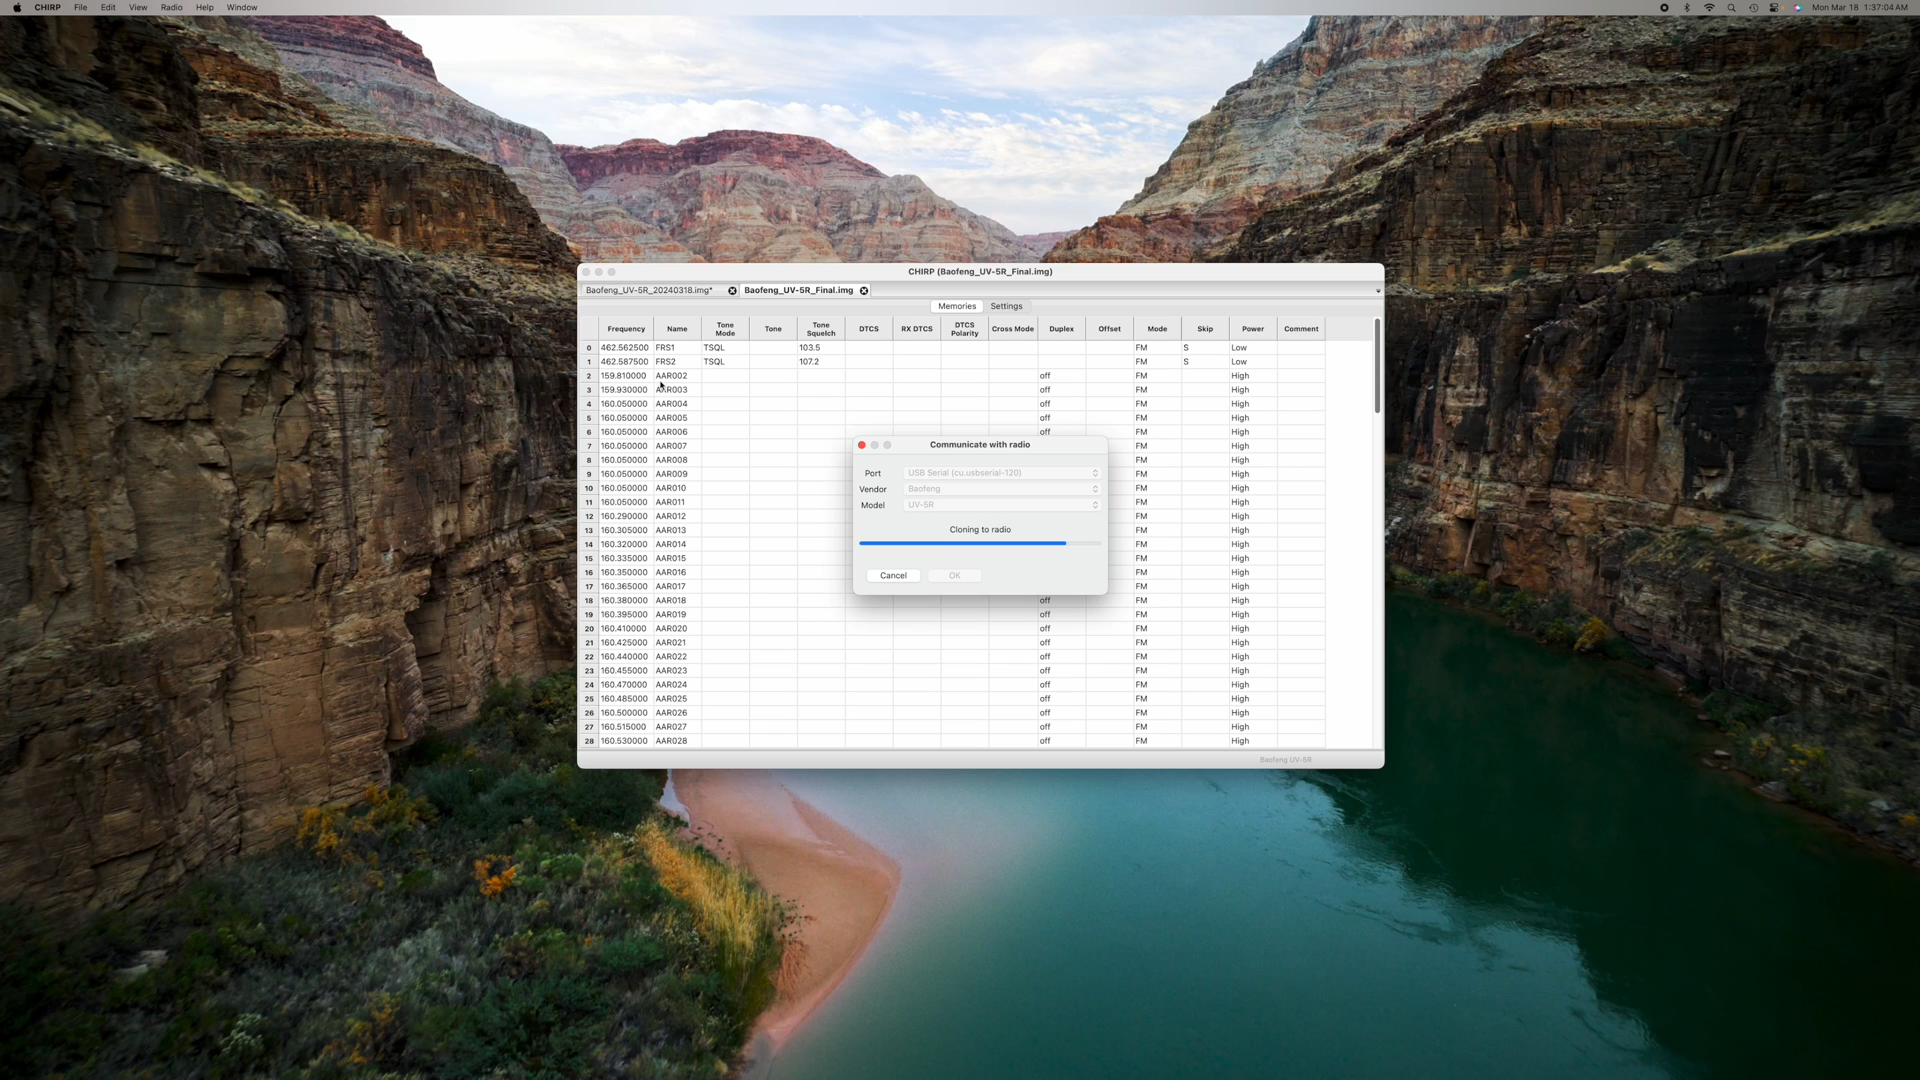 CHIRP File Edit View Radio Help Window Mon Mar 18 1:37:04 AM
CHIRP (Baofeng_UV-5R_Final.img)
Baofeng_UV-5R_20240318.img* Baofeng_UV-5R_Final.img
Memories Settings
Frequency Name Tone Mode Tone Tone Squelch DTCS RX DTCS DTCS Polarity Cross Mode Duplex Offset Mode Skip Power Comment
0 462.562500 FRS1 TSQL 103.5 FM S Low
1 462.587500 FRS2 TSQL 107.2 FM S Low
2 159.810000 AAR002 off FM High
3 159.930000 AAR003 off FM High
4 160.050000 AAR004 off FM High
5 160.050000 AAR005 off FM High
6 160.050000 AAR006 off FM High
7 160.050000 AAR007 FM High
8 160.050000 AAR008 FM High
9 160.050000 AAR009 FM High
10 160.050000 AAR010 FM High
11 160.050000 AAR011 FM High
12 160.290000 AAR012 FM High
13 160.305000 AAR013 FM High
14 160.320000 AAR014 FM High
15 160.335000 AAR015 FM High
16 160.350000 AAR016 FM High
17 160.365000 AAR017 FM High
18 160.380000 AAR018 off FM High
19 160.395000 AAR019 off FM High
20 160.410000 AAR020 off FM High
21 160.425000 AAR021 off FM High
22 160.440000 AAR022 off FM High
23 160.455000 AAR023 off FM High
24 160.470000 AAR024 off FM High
25 160.485000 AAR025 off FM High
26 160.500000 AAR026 off FM High
27 160.515000 AAR027 off FM High
28 160.530000 AAR028 off FM High
Baofeng UV-5R
Communicate with radio
Port USB Serial (cu.usbserial-120)
Vendor Baofeng
Model UV-5R
Cloning to radio
Cancel OK